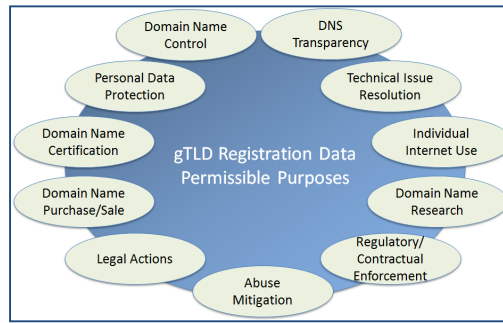 Domain Name
Control
DNS
Transparency
Personal Data
Protection
Technical Issue
Resolution
Domain Name
Certification
Individual
Internet Use
gTLD Registration Data
Permissible Purposes
Domain Name
Purchase/Sale
Domain Name
Research
Legal Actions
Regulatory/
Contractual
Enforcement
Abuse
Mitigation